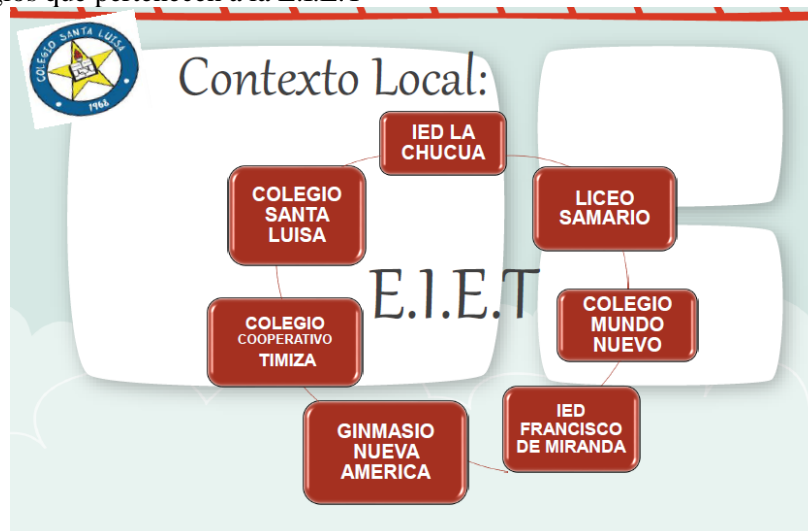 COLEGIO SANTA LUISA
1968
Contexto Local:
IED LA
CHUCUA
LICEO
SAMARIO
COLEGIO
MUNDO
NUEVO
IED
FRANCISCO
DE MIRANDA
GINMASIO
NUEVA
AMERICA
COLEGIO
COOPERATIVO
TIMIZA
COLEGIO
SANTA
LUISA
E.I.E.T